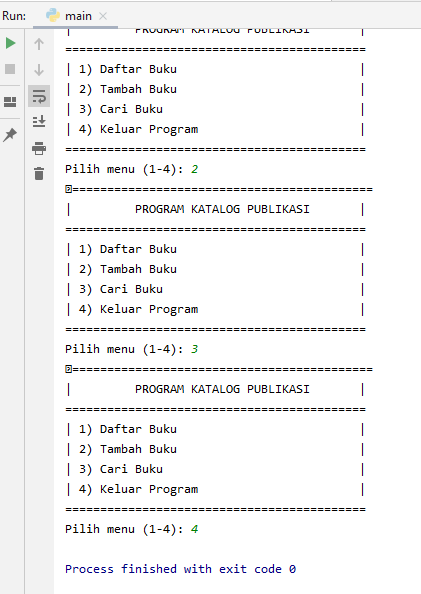 Run: main
PROGRAM KATALOG PUBLIKASI
===========================================
| 1) Daftar Buku |
| 2) Tambah Buku |
| 3) Cari Buku |
| 4) Keluar Program |
===========================================
Pilih menu (1-4): 2
===========================================
| PROGRAM KATALOG PUBLIKASI |
===========================================
| 1) Daftar Buku |
| 2) Tambah Buku |
| 3) Cari Buku |
| 4) Keluar Program |
===========================================
Pilih menu (1-4): 3
===========================================
| PROGRAM KATALOG PUBLIKASI |
===========================================
| 1) Daftar Buku |
| 2) Tambah Buku |
| 3) Cari Buku |
| 4) Keluar Program |
===========================================
Pilih menu (1-4): 4
Process finished with exit code 0